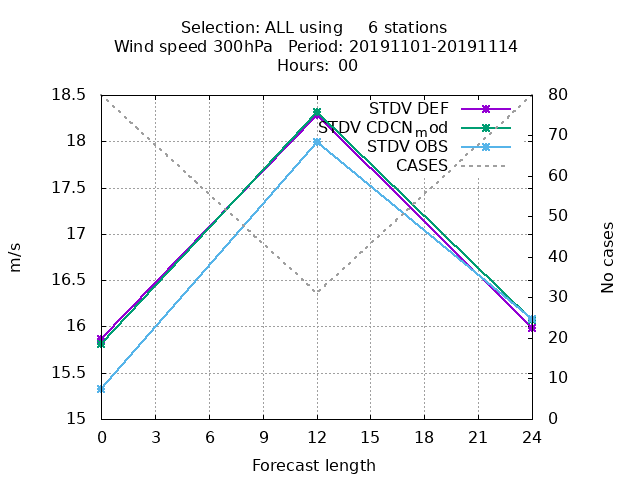 Selection: ALL using     6 stations
Wind speed 300hPa   Period: 20191101-20191114
Hours: 00
18.5
18
17.5
17
16.5
16
15.5
15
m/s
STDV DEF
STDV CDCNmod
STDV OBS
CASES
80
70
60
50
40
30
20
10
0
No cases
0 3 6 9 12 15 18 21 24
Forecast length